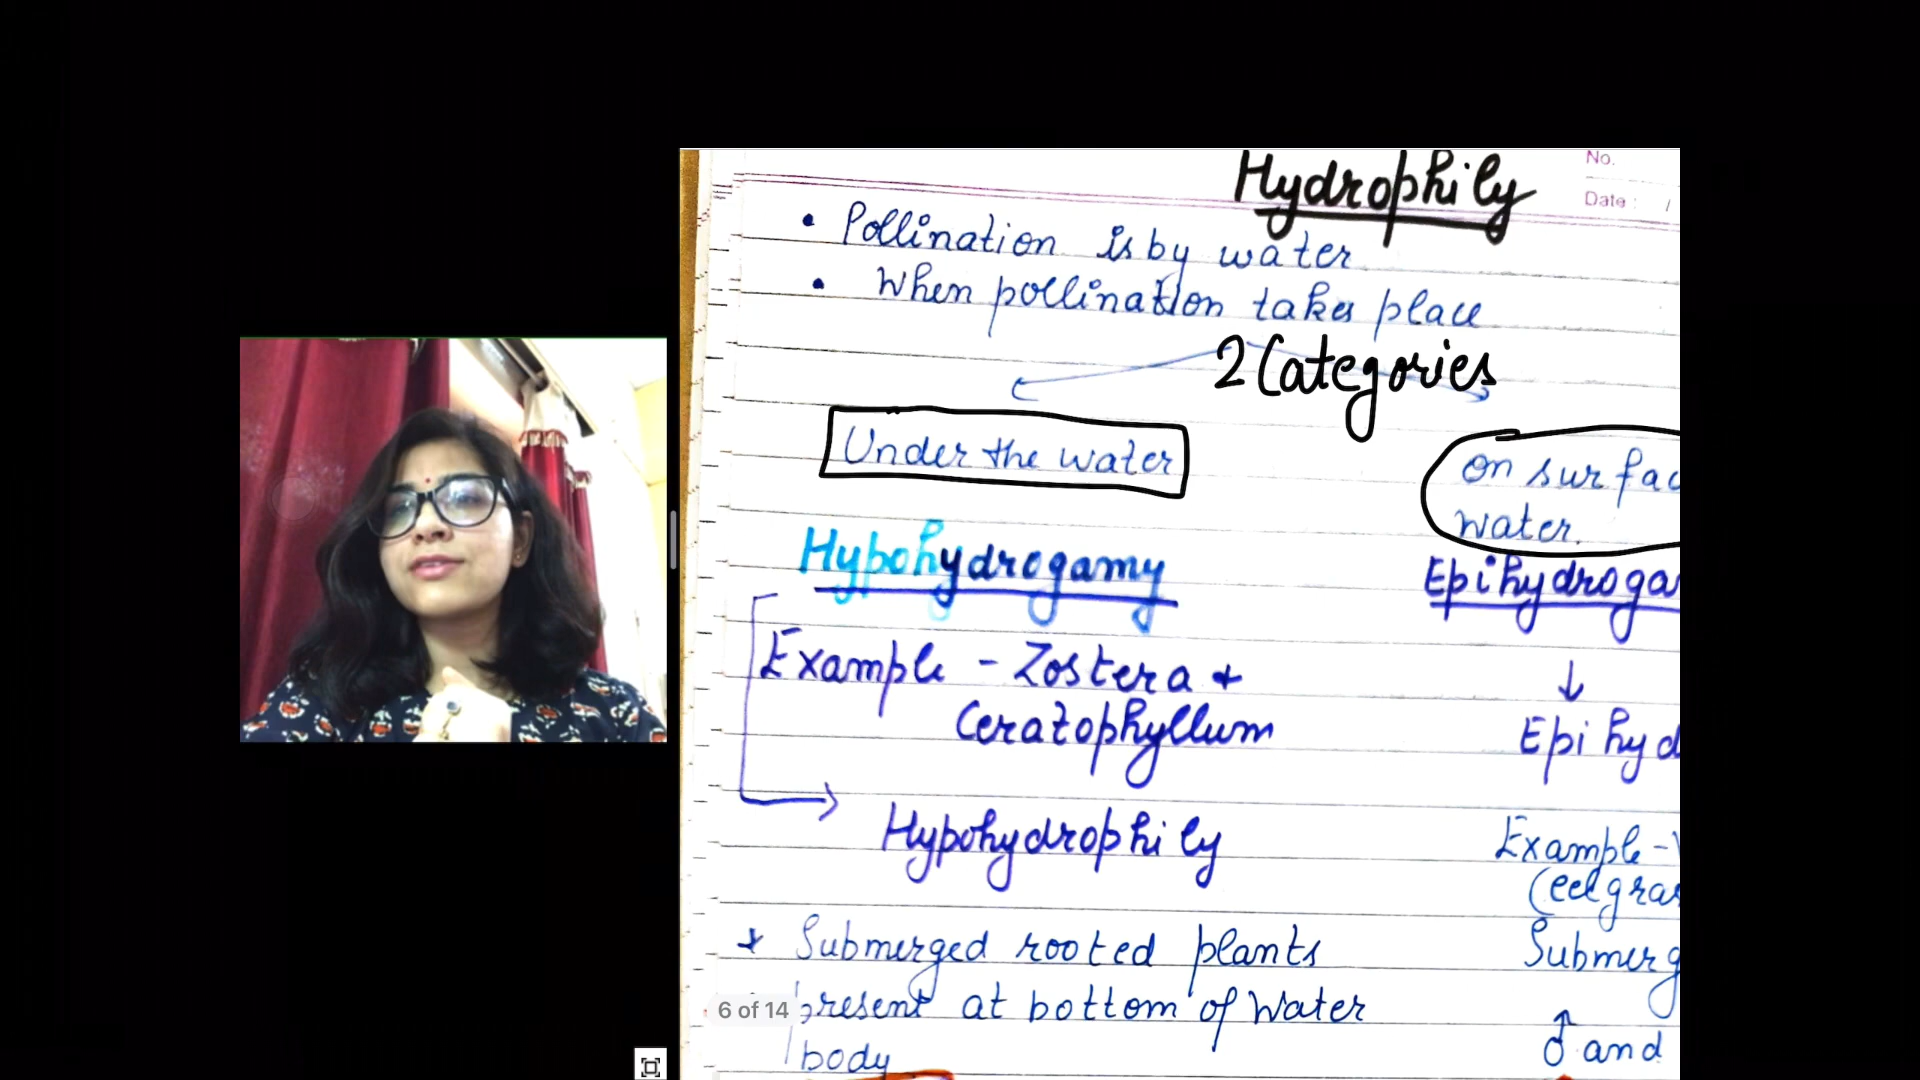 No.
Hydrophily
Date : /
• Pollination is by water
• When pollination takes place
2 Categories
Under the water
on surfac
water.
Hypohydrogamy
Epihydroga
Example - Zostera +
Ceratophyllum
↓
Epi hyd
Hypohydrophily
Example -
(eelgras
* Submerged rooted plants
present at bottom of Water
body
Submerg
♂ and
6 of 14